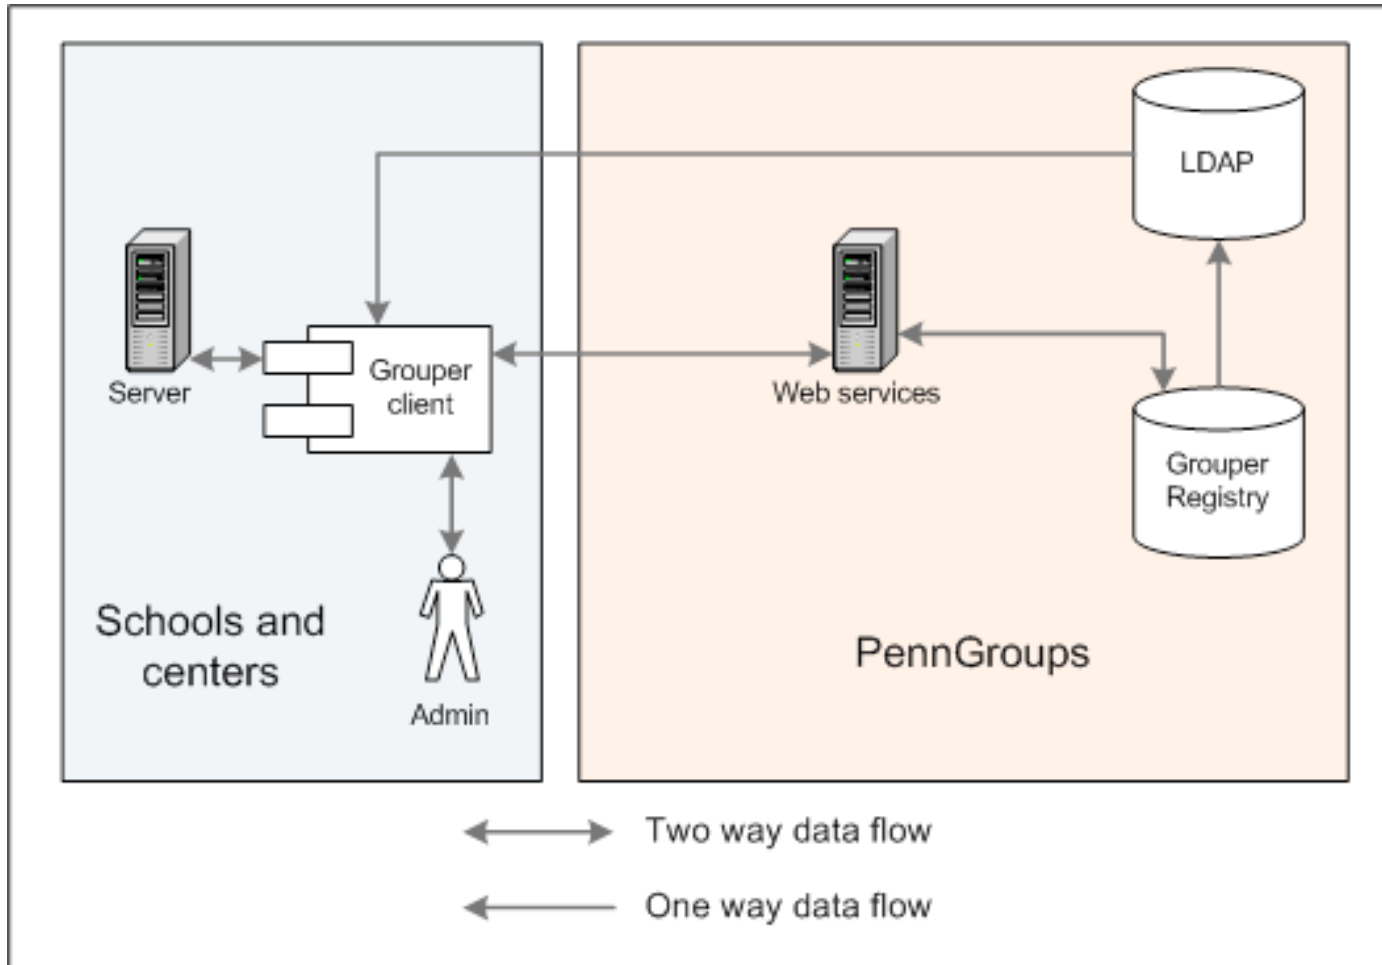 LDAP
Server
Grouper
client
Web services
Grouper
Registry
Schools and
centers
PennGroups
Admin
Two way data flow
One way data flow